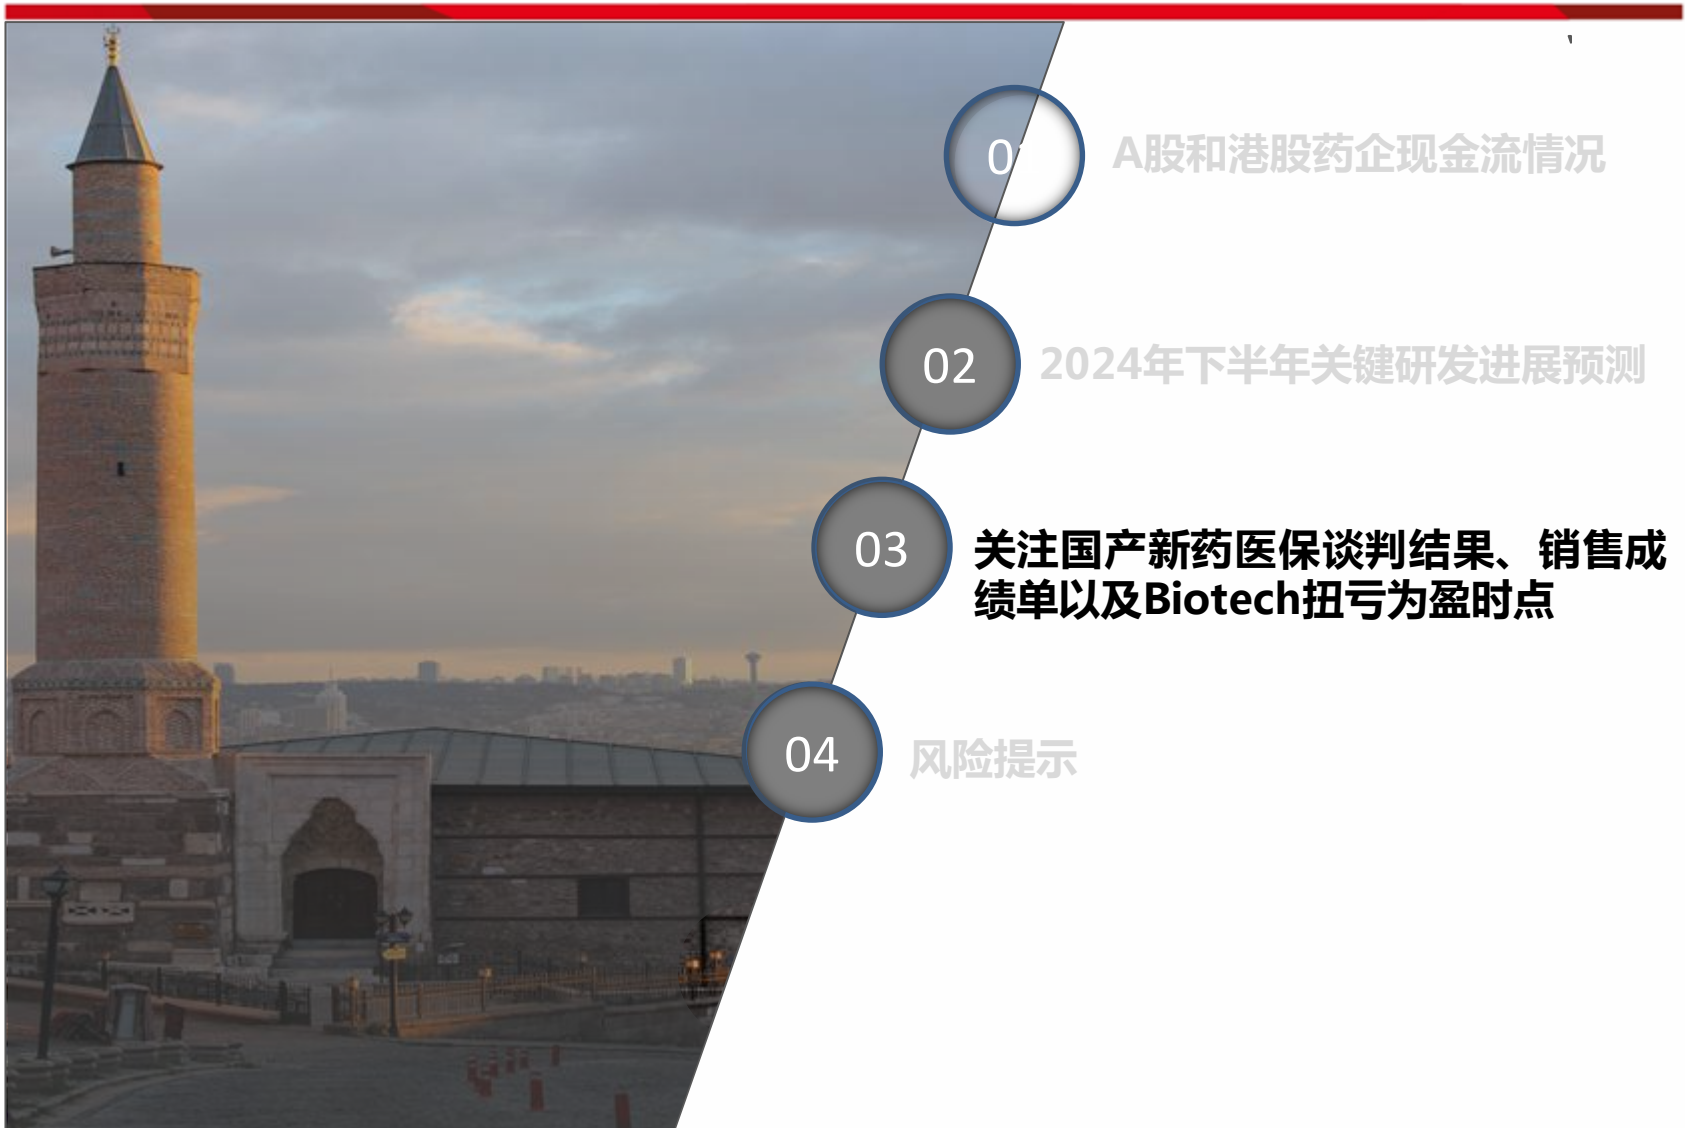 0
A股和港股药企现金流情况
02
2024年下半年关键研发进展预测
03
关注国产新药医保谈判结果、销售成
绩单以及Biotech扭亏为盈时点
04
风险提示